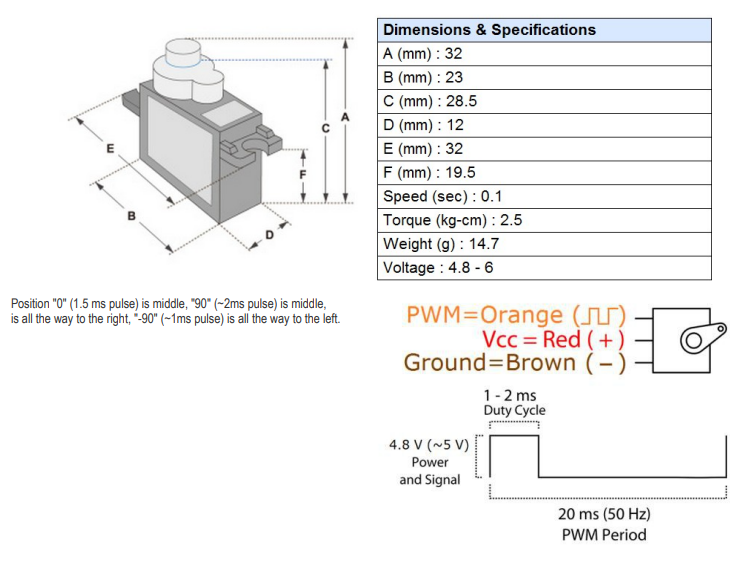 A
C
E
F
B
D
Dimensions & Specifications
A (mm) : 32
B (mm) : 23
C (mm) : 28.5
D (mm) : 12
E (mm) : 32
F (mm) : 19.5
Speed (sec) : 0.1
Torque (kg-cm) : 2.5
Weight (g) : 14.7
Voltage : 4.8 - 6
Position "0" (1.5 ms pulse) is middle, "90" (~2ms pulse) is middle,
is all the way to the right, "-90" (~1ms pulse) is all the way to the left.
PWM=Orange (⎍⎍)
Vcc = Red ( + )
Ground=Brown ( − )
1 - 2 ms
Duty Cycle
4.8 V (~5 V)
Power
and Signal
20 ms (50 Hz)
PWM Period